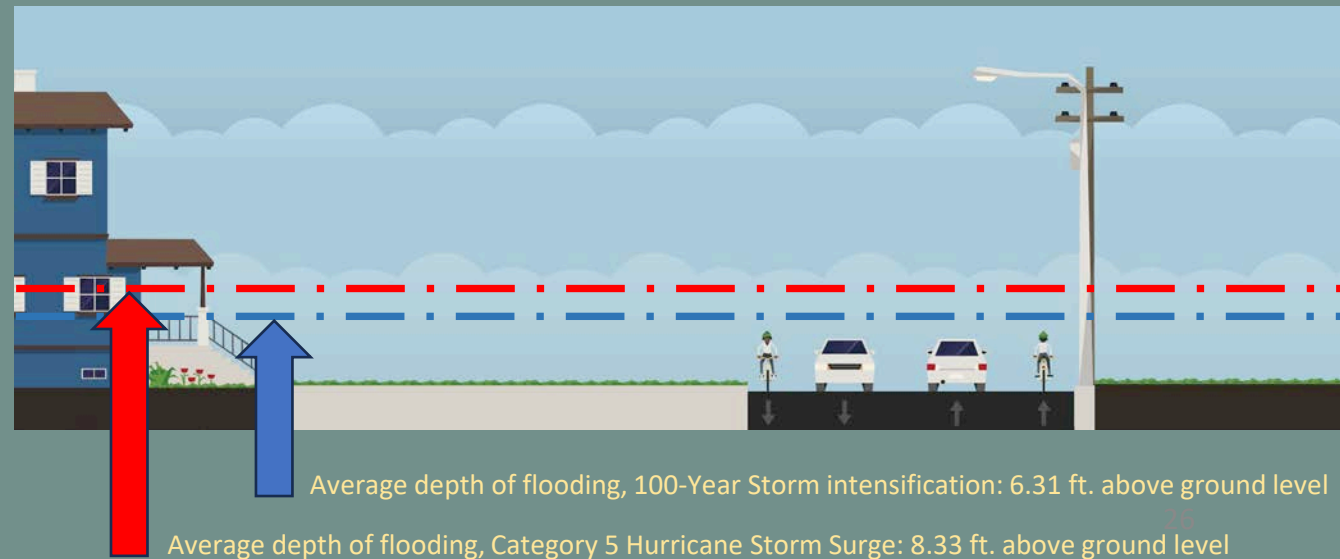 Average depth of flooding, 100-Year Storm intensification: 6.31 ft. above ground level
26
Average depth of flooding, Category 5 Hurricane Storm Surge: 8.33 ft. above ground level